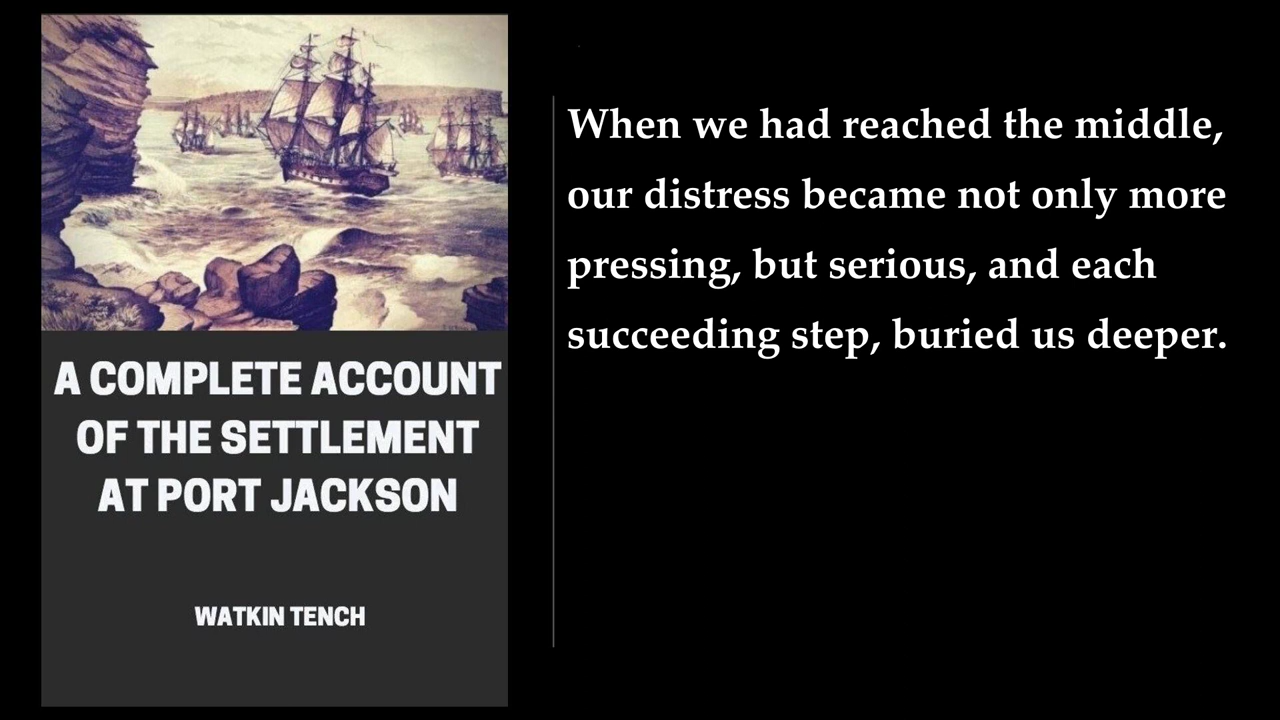 A COMPLETE ACCOUNT
OF THE SETTLEMENT
AT PORT JACKSON
WATKIN TENCH
When we had reached the middle,
our distress became not only more
pressing, but serious, and each
succeeding step, buried us deeper.